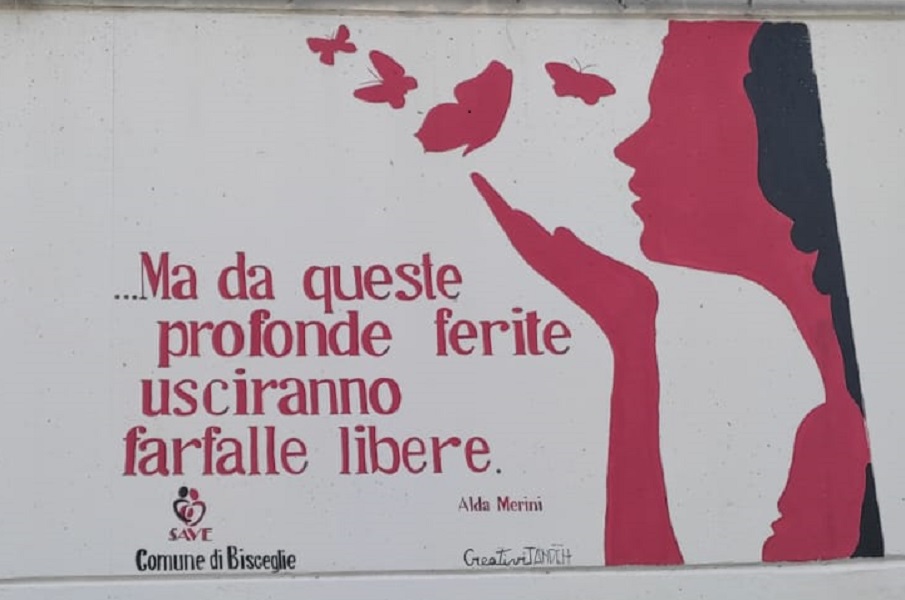 ...Ma da queste
profonde ferite
usciranno
farfalle libere.
Alda Merini
SAVE
Comune di Bisceglie